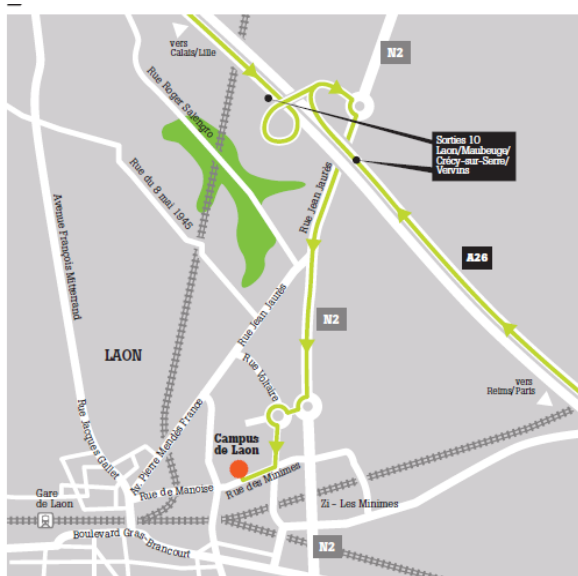 vers
Calais/Lille
N2
Rue Roger Salengro
Sorties 10
Laon/Maubeuge/
Crécy-sur-Serre/
Vervins
Rue du 8 mai 1945
Rue Jean Jaurès
Avenue François Mitterrand
A26
Rue Jean Jaurès
N2
LAON
Rue Voltaire
vers
Reims/Paris
Rue Jacques Gallet
Av. Pierre Mendès France
Campus
de Laon
Rue de Manoise
Rue des Minimes
Gare
de Laon
Zi - Les Minimes
Boulevard Gras-Brancourt
N2